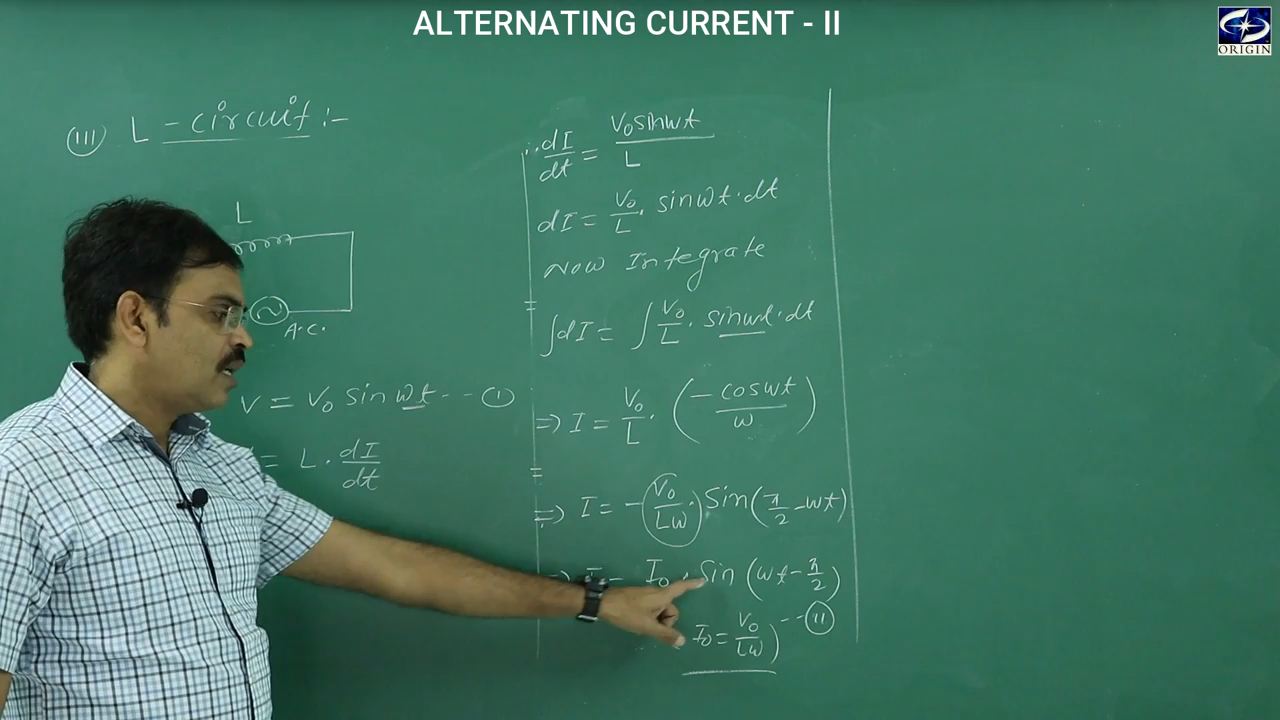 ALTERNATING CURRENT - II
ORIGIN
(III) L - circuit :-
L
A.C.
V = V₀ sin ωt --- (1)
= L . dI/dt
∴ dI/dt = V₀ sinωt / L
dI = V₀/L . sinωt . dt
Now Integrate
∫dI = ∫ V₀/L . sinωt . dt
⇒ I = V₀/L . (-cosωt / ω)
⇒ I = -(V₀/Lω) . Sin(π/2 - ωt)
I₀ . Sin (ωt - π/2)
I₀ = V₀/Lω) --- (11)